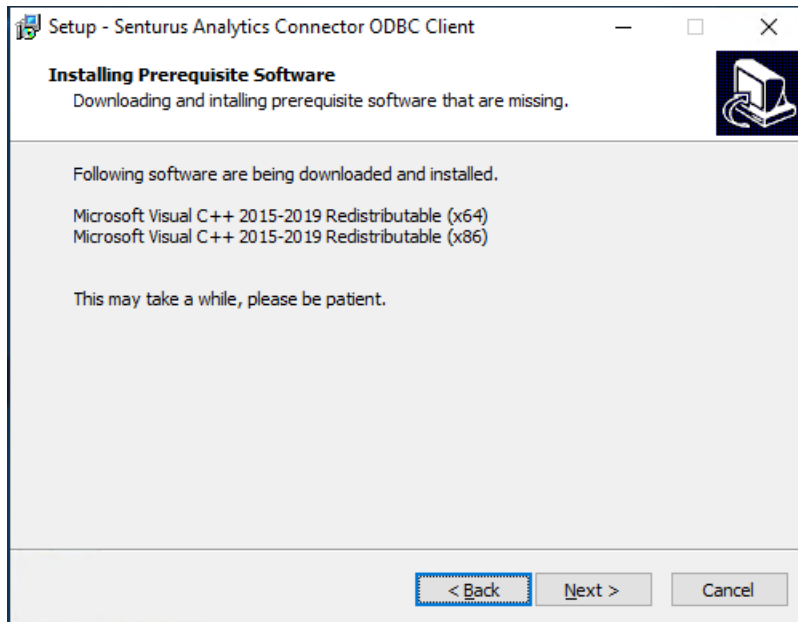 Setup - Senturus Analytics Connector ODBC Client
Installing Prerequisite Software
Downloading and intalling prerequisite software that are missing.
Following software are being downloaded and installed.
Microsoft Visual C++ 2015-2019 Redistributable (x64)
Microsoft Visual C++ 2015-2019 Redistributable (x86)
This may take a while, please be patient.
< Back Next > Cancel